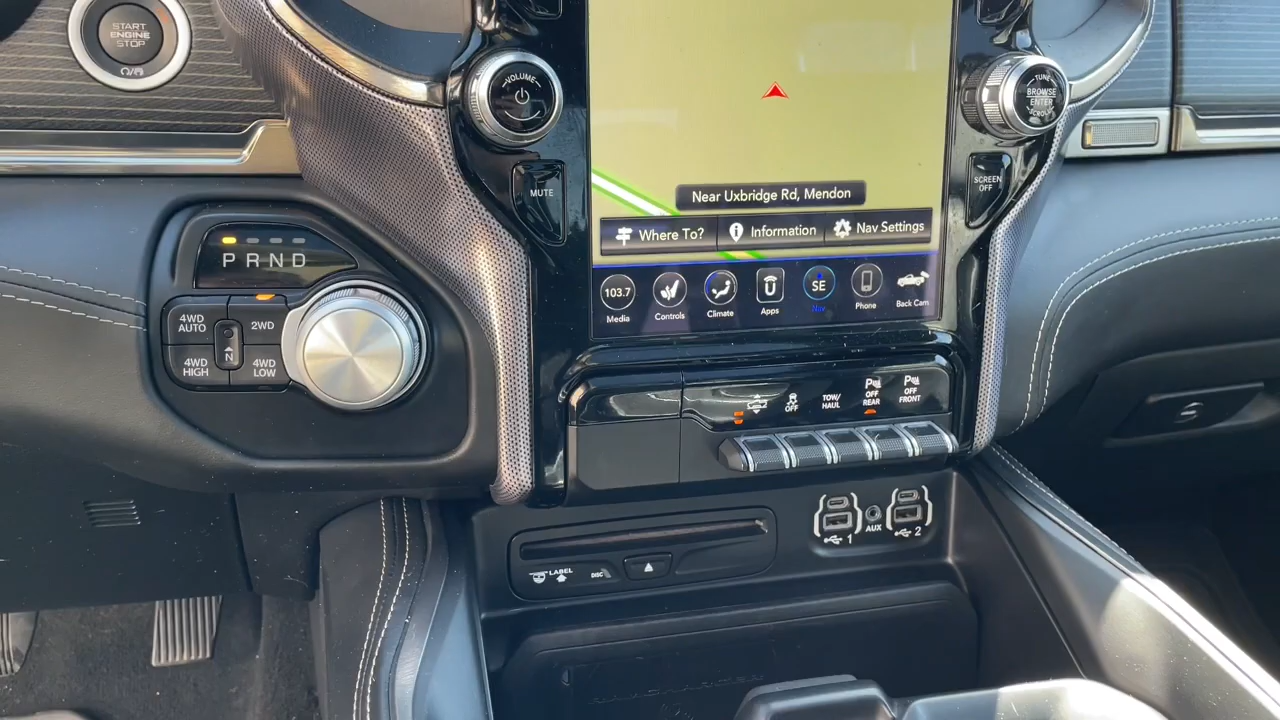 START
ENGINE
STOP
VOLUME
MUTE
TUNE
BROWSE
ENTER
SCROLL
SCREEN
OFF
Near Uxbridge Rd, Mendon
Where To?
Information
Nav Settings
103.7
SE
Media
Controls
Climate
Apps
Nav
Phone
Back Cam
P R N D
4WD
AUTO
2WD
N
4WD
HIGH
4WD
LOW
OFF
TOW/
HAUL
OFF
REAR
OFF
FRONT
LABEL
DISC
1
AUX
2